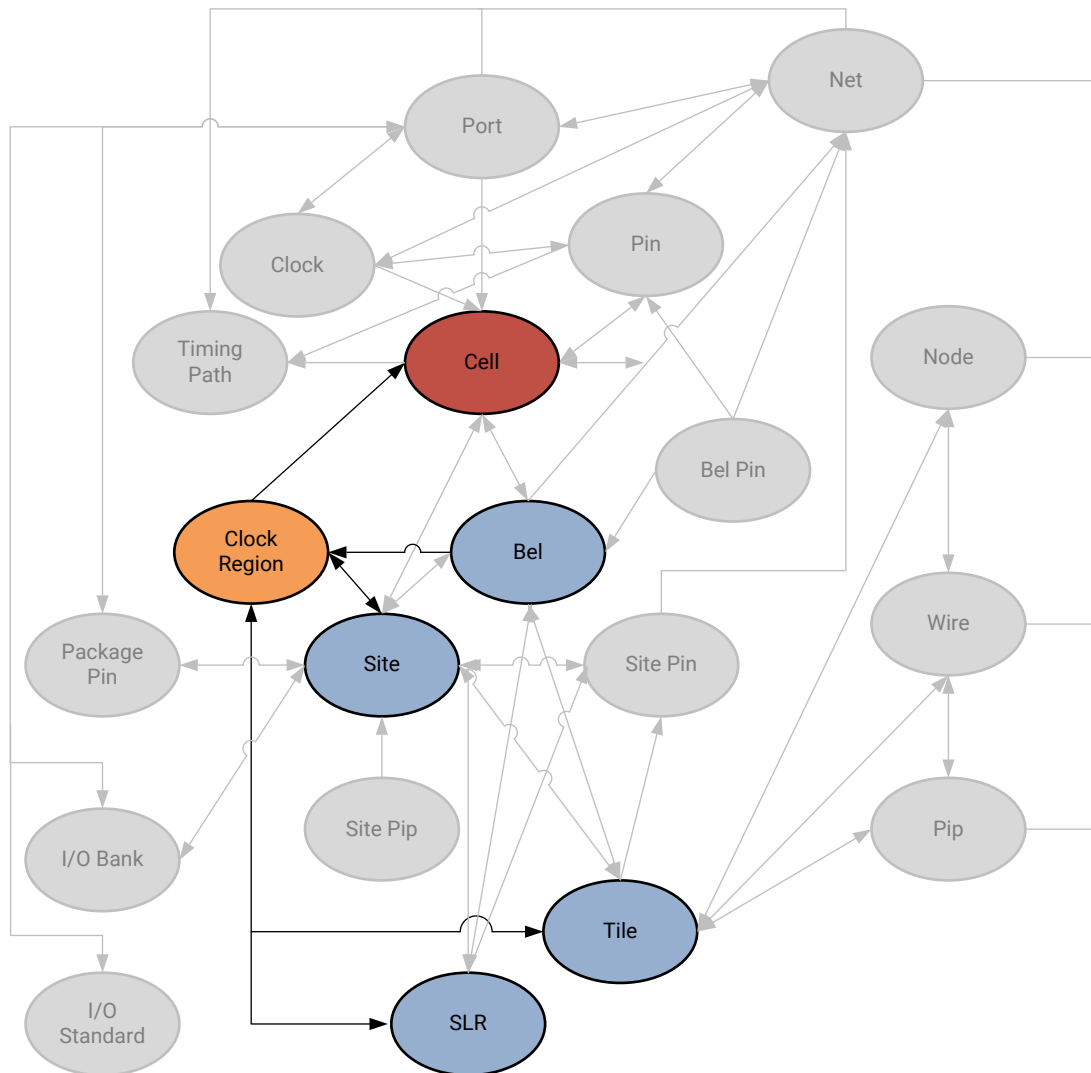 Net
Port
Pin
Clock
Timing
Path
Cell
Node
Bel Pin
Clock
Region
Bel
Wire
Package
Pin
Site
Site Pin
Site Pip
Pip
I/O Bank
Tile
I/O
Standard
SLR